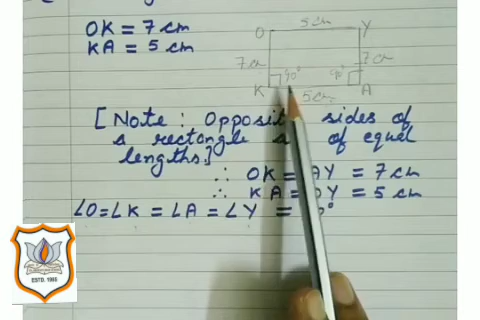 OK = 7 cm
KA = 5 cm
O 5 cm Y
7 cm 90° 90° 7 cm
K 5 cm A
[Note: Opposit sides of
a rectangle a of equal
lengths.]
∴ OK = AY = 7 cm
∴ KA = OY = 5 cm
∠O=∠K = ∠A = ∠Y = 
ESTD. 1965